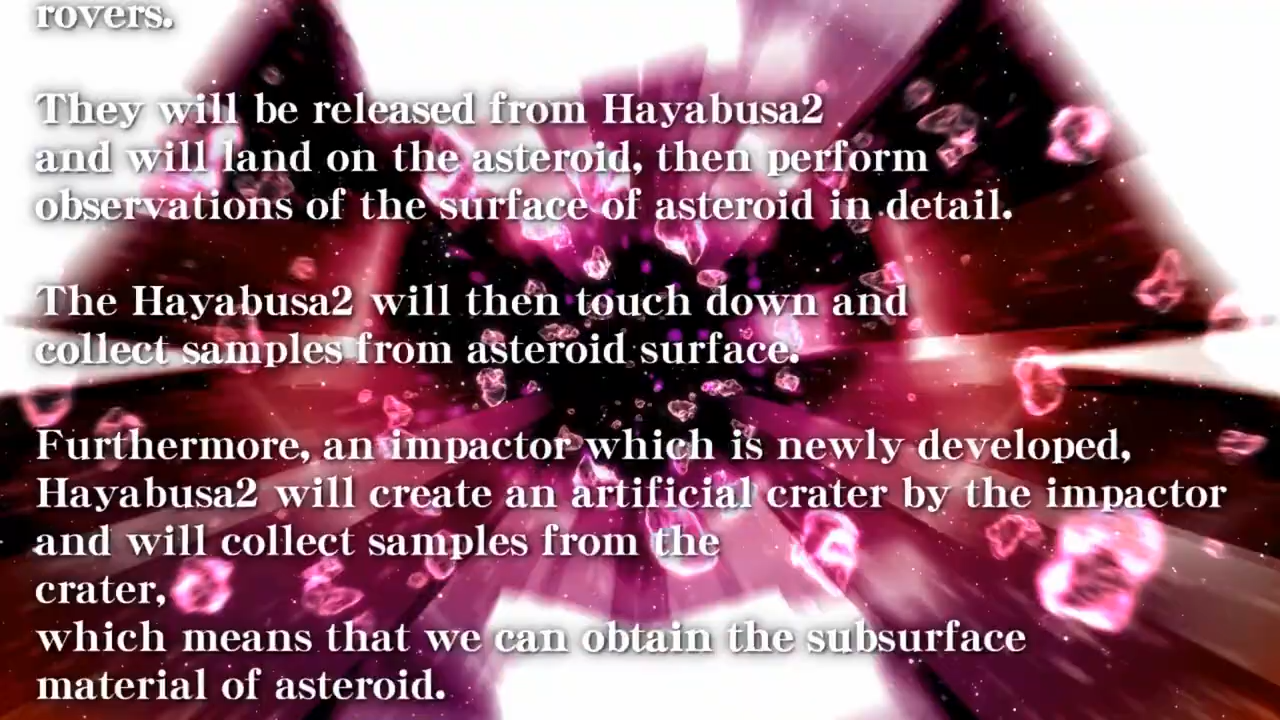 rovers.
They will be released from Hayabusa2
and will land on the asteroid, then perform
observations of the surface of asteroid in detail.
The Hayabusa2 will then touch down and
collect samples from asteroid surface.
Furthermore, an impactor which is newly developed,
Hayabusa2 will create an artificial crater by the impactor
and will collect samples from the
crater,
which means that we can obtain the subsurface
material of asteroid.